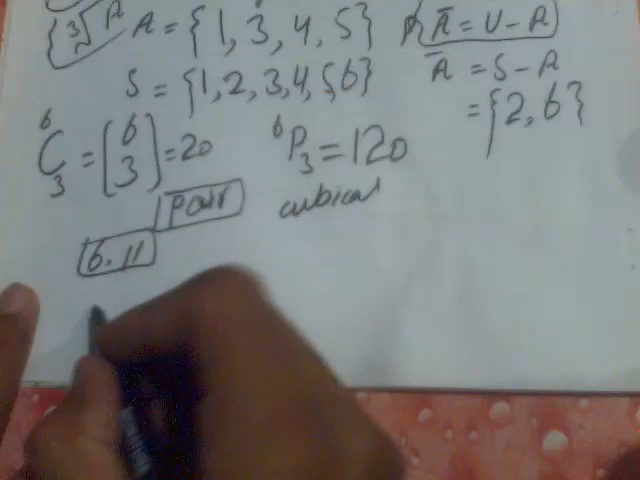 ∛A A = {1, 3, 4, 5} Ā = U - A
S = {1, 2, 3, 4, 5, 6} Ā = S - A
= {2, 6}
⁶C₃ = (6 3) = 20 ⁶P₃ = 120
Pair cubical
6.11